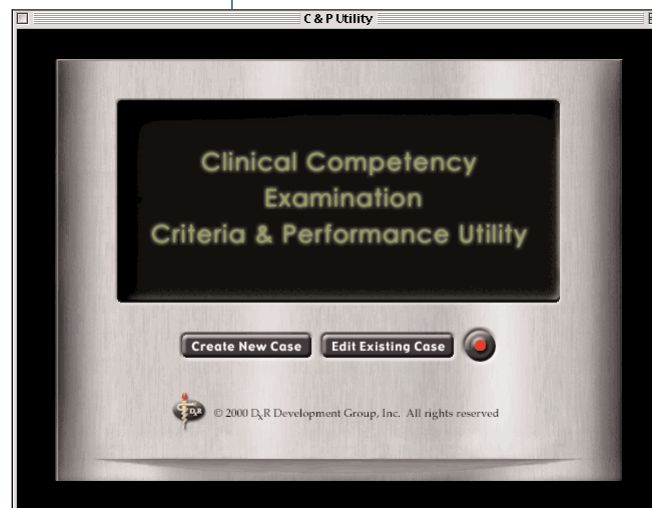 C & P Utility
Clinical Competency
Examination
Criteria & Performance Utility
Create New Case Edit Existing Case
DxR © 2000 DxR Development Group, Inc. All rights reserved